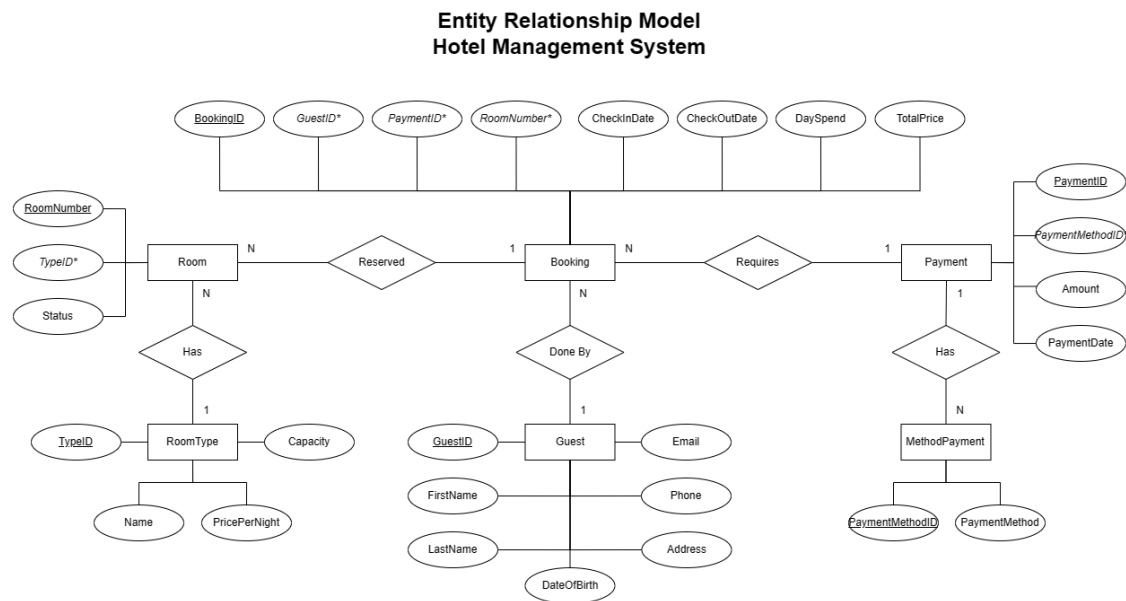 Entity Relationship Model
Hotel Management System
BookingID
GuestID*
PaymentID*
RoomNumber*
CheckInDate
CheckOutDate
DaySpend
TotalPrice
RoomNumber
TypeID*
Status
Room
N
Reserved
1
Booking
N
Requires
1
Payment
PaymentID
PaymentMethodID*
Amount
PaymentDate
N
Has
1
N
Done By
1
1
Has
N
TypeID
RoomType
Capacity
Name
PricePerNight
GuestID
Guest
Email
FirstName
Phone
LastName
Address
DateOfBirth
MethodPayment
PaymentMethodID
PaymentMethod